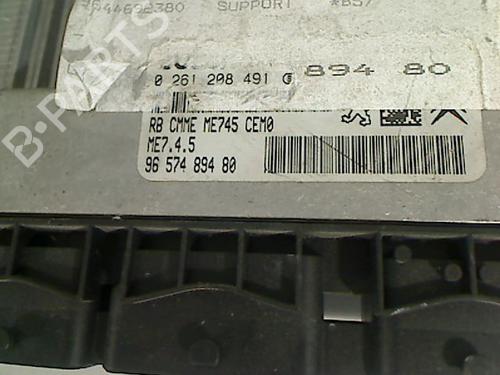 SUPPORT
0 261 208 491
894 80
RB CMME ME745 CEM0
ME7.4.5
96 574 894 80
B-PARTS